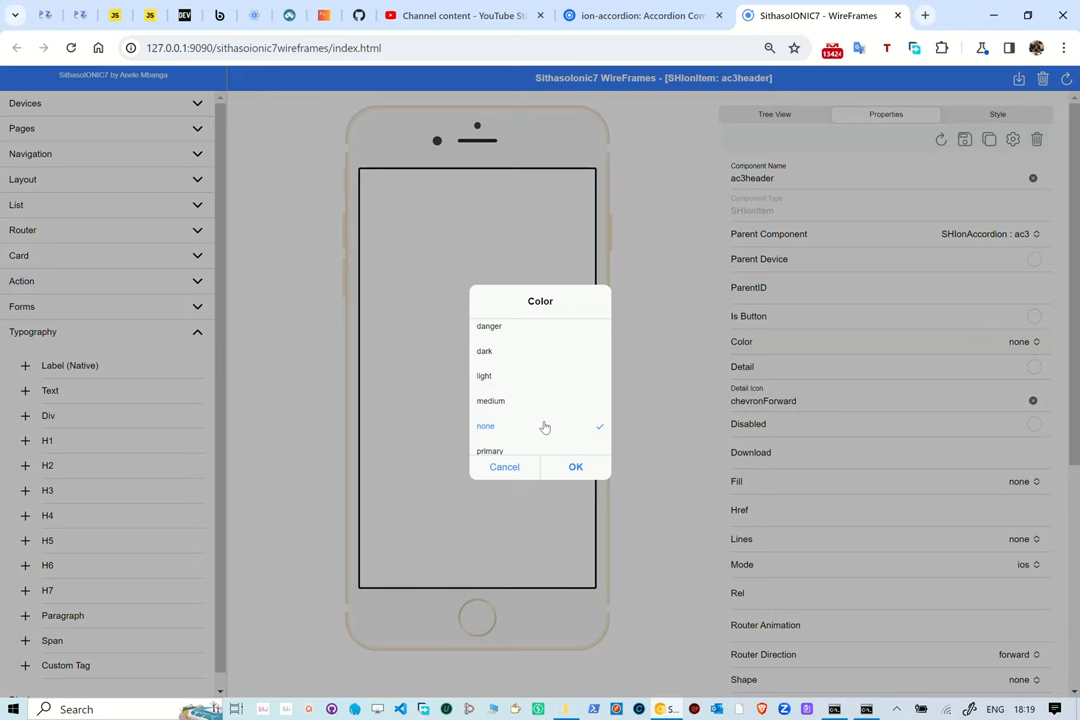 JS
JS
DEV
Channel content - YouTube St
ion-accordion: Accordion Com
SithasoIONIC7 - WireFrames
127.0.0.1:9090/sithasoionic7wireframes/index.html
13424
T
SithasoIONIC7 by Anele Mbanga
SithasoIonic7 WireFrames - [SHIonItem: ac3header]
Devices
Pages
Navigation
Layout
List
Router
Card
Action
Forms
Typography
Label (Native)
Text
Div
H1
H2
H3
H4
H5
H6
H7
Paragraph
Span
Custom Tag
Color
danger
dark
light
medium
none
primary
Cancel
OK
Tree View
Properties
Style
Component Name
ac3header
Component Type
SHIonItem
Parent Component
SHIonAccordion : ac3
Parent Device
ParentID
Is Button
Color
none
Detail
Detail Icon
chevronForward
Disabled
Download
Fill
none
Href
Lines
none
Mode
ios
Rel
Router Animation
Router Direction
forward
Shape
none
Search
S...
ENG
18:19